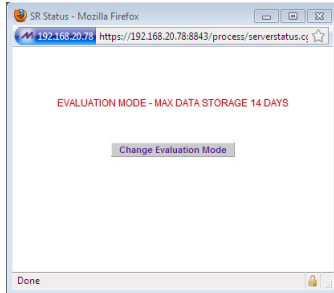 SR Status - Mozilla Firefox
192.168.20.78 https://192.168.20.78:8843/process/serverstatus.cg
EVALUATION MODE - MAX DATA STORAGE 14 DAYS
Change Evaluation Mode
Done